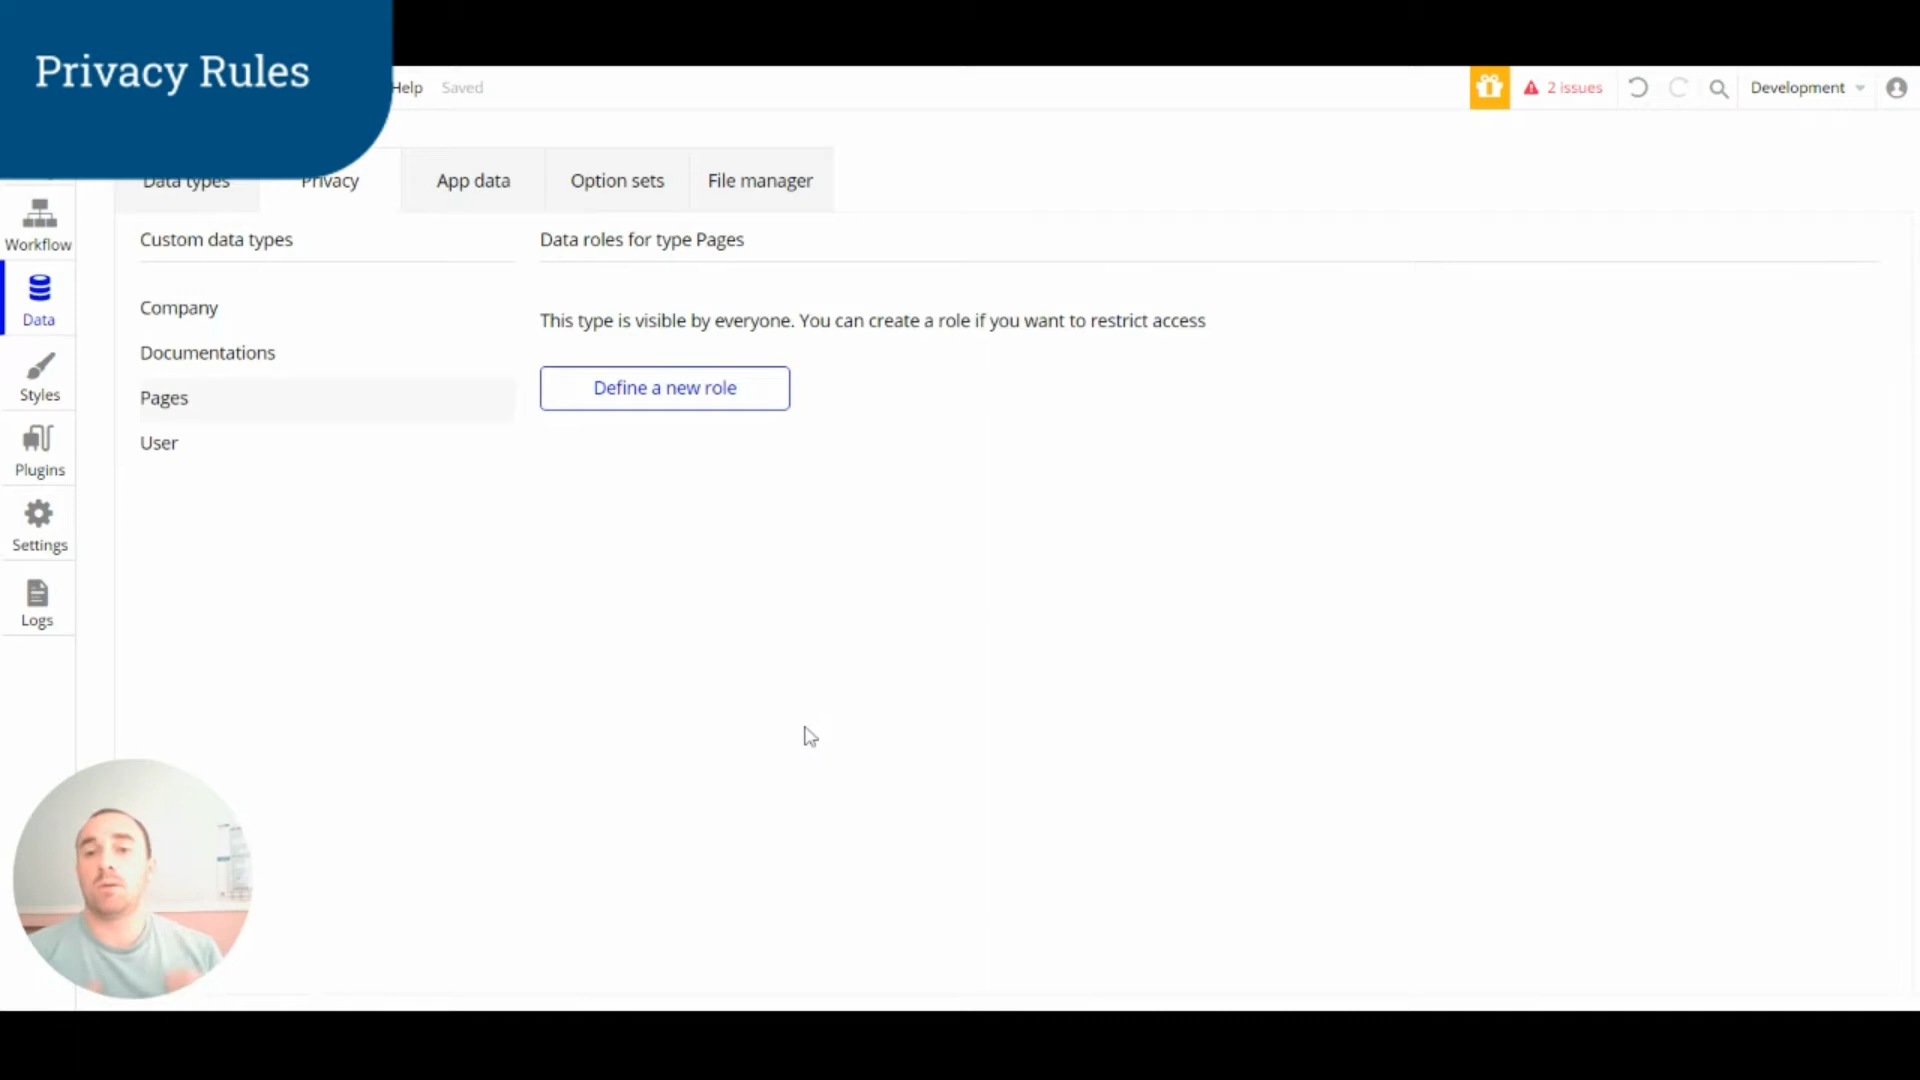 Privacy Rules
Help Saved
2 issues
Development
Data types
Privacy
App data
Option sets
File manager
Workflow
Data
Styles
Plugins
Settings
Logs
Custom data types
Company
Documentations
Pages
User
Data roles for type Pages
This type is visible by everyone. You can create a role if you want to restrict access
Define a new role